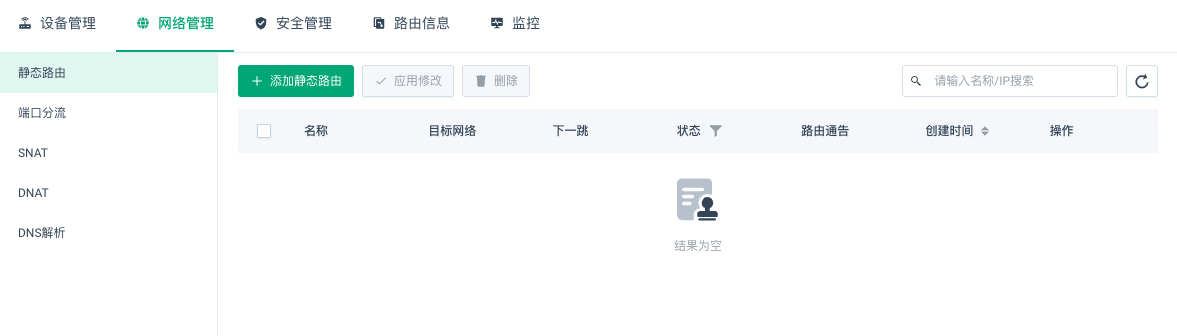 设备管理 网络管理 安全管理 路由信息 监控
静态路由
端口分流
SNAT
DNAT
DNS解析
添加静态路由 应用修改 删除 请输入名称/IP搜索
名称 目标网络 下一跳 状态 路由通告 创建时间 操作
结果为空